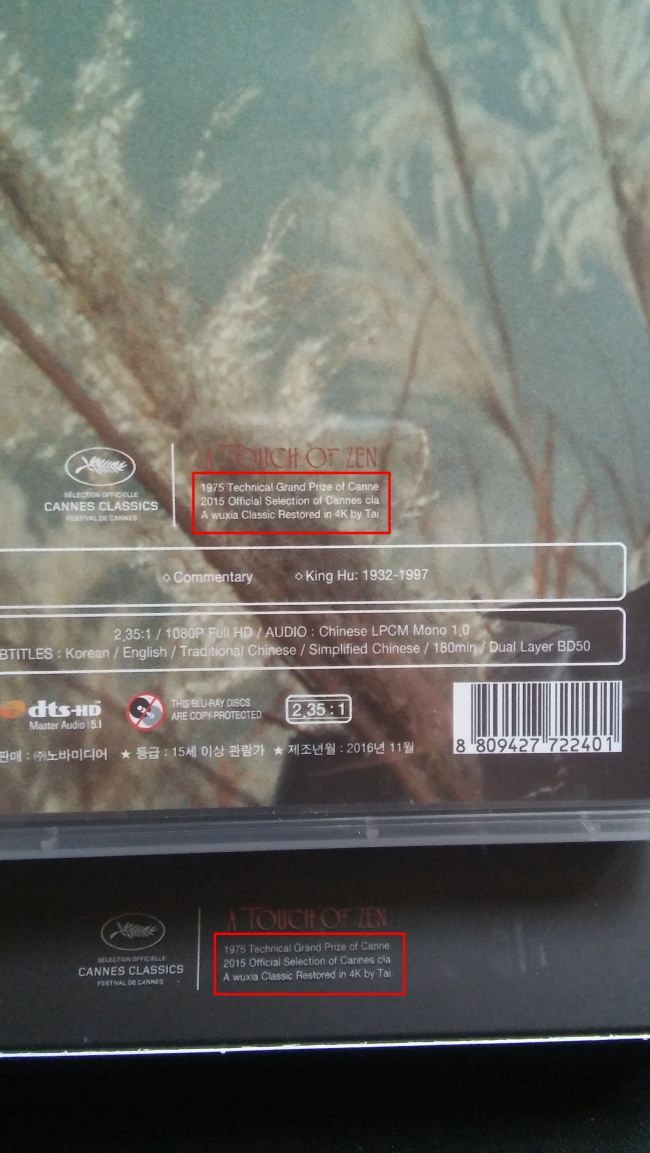 A TOUCH OF ZEN
1975 Technical Grand Prize of Canne
2015 Official Selection of Cannes cla
A wuxia Classic Restored in 4K by Tai
SÉLECTION OFFICIELLE
CANNES CLASSICS
FESTIVAL DE CANNES
◇ Commentary ◇ King Hu: 1932-1997
2.35:1 / 1080P Full HD / AUDIO : Chinese LPCM Mono 1.0
BTITLES : Korean / English / Traditional Chinese / Simplified Chinese / 180min / Dual Layer BD50
dts-HD
Master Audio | 5.1
THIS BLU-RAY DISCS
ARE COPY-PROTECTED.
2.35 : 1
8 809427 722401
판매 : ㈜노바미디어 ★ 등급 : 15세 이상 관람가 ★ 제조년월 : 2016년 11월
A TOUCH OF ZEN
1975 Technical Grand Prize of Canne
2015 Official Selection of Cannes cla
A wuxia Classic Restored in 4K by Tai
SÉLECTION OFFICIELLE
CANNES CLASSICS
FESTIVAL DE CANNES